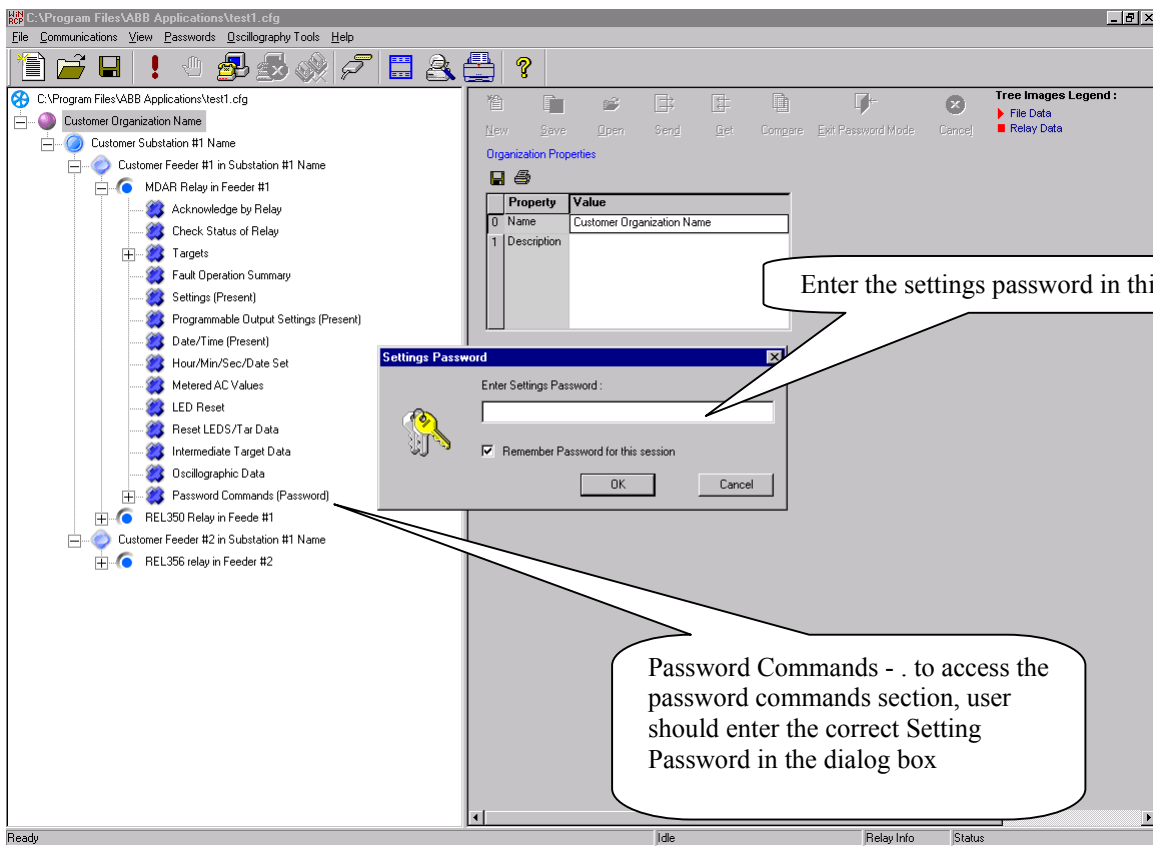 WIN RCP C:\Program Files\ABB Applications\test1.cfg
File Communications View Passwords Oscillography Tools Help
C:\Program Files\ABB Applications\test1.cfg
Customer Organization Name
Customer Substation #1 Name
Customer Feeder #1 in Substation #1 Name
MDAR Relay in Feeder #1
Acknowledge by Relay
Check Status of Relay
Targets
Fault Operation Summary
Settings (Present)
Programmable Output Settings (Present)
Date/Time (Present)
Hour/Min/Sec/Date Set
Metered AC Values
LED Reset
Reset LEDS/Tar Data
Intermediate Target Data
Oscillographic Data
Password Commands (Password)
REL350 Relay in Feede #1
Customer Feeder #2 in Substation #1 Name
REL356 relay in Feeder #2
New Save Open Send Get Compare Exit Password Mode Cancel
Tree Images Legend :
File Data
Relay Data
Organization Properties
Property Value
0 Name Customer Organization Name
1 Description
Enter the settings password in thi
Settings Password
Enter Settings Password :
Remember Password for this session
OK Cancel
Password Commands - . to access the
password commands section, user
should enter the correct Setting
Password in the dialog box
Ready Idle Relay Info Status